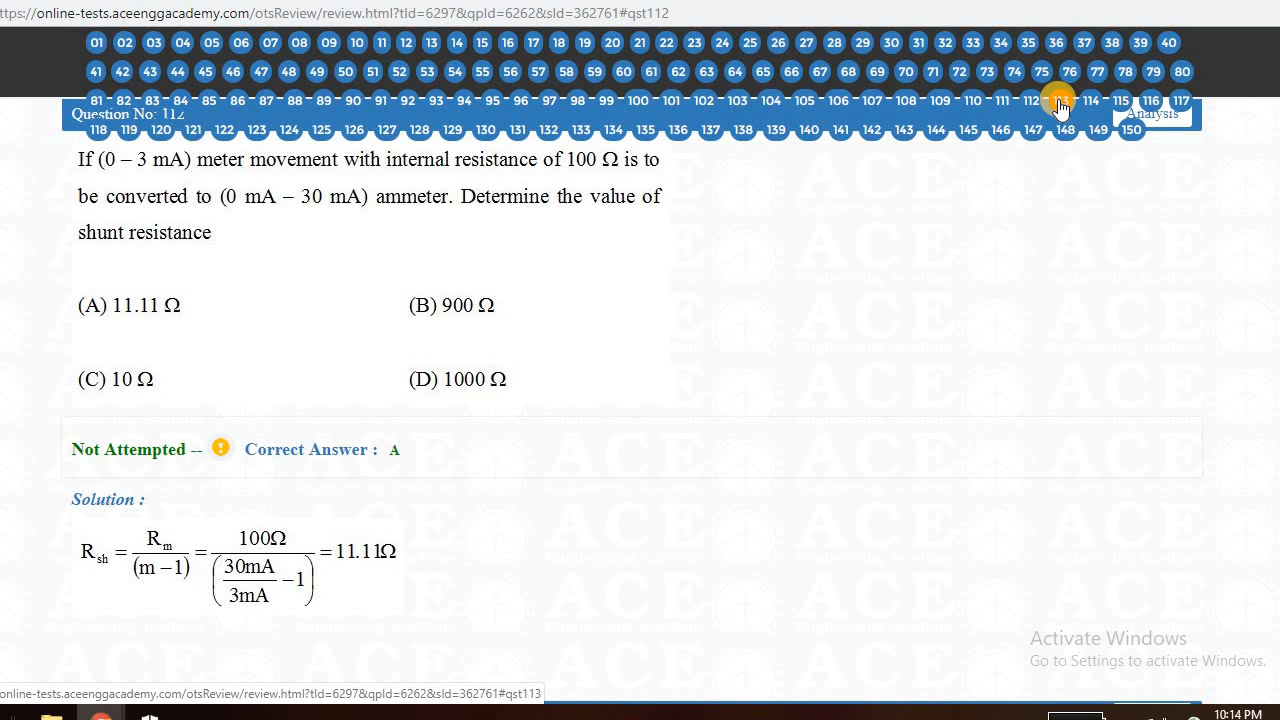 ttps://online-tests.aceenggacademy.com/otsReview/review.html?tId=6297&qpId=6262&sId=362761#qst112
01 02 03 04 05 06 07 08 09 10 11 12 13 14 15 16 17 18 19 20 21 22 23 24 25 26 27 28 29 30 31 32 33 34 35 36 37 38 39 40
41 42 43 44 45 46 47 48 49 50 51 52 53 54 55 56 57 58 59 60 61 62 63 64 65 66 67 68 69 70 71 72 73 74 75 76 77 78 79 80
81 82 83 84 85 86 87 88 89 90 91 92 93 94 95 96 97 98 99 100 101 102 103 104 105 106 107 108 109 110 111 112 113 114 115 116 117
Question No: 112 Analysis
118 119 120 121 122 123 124 125 126 127 128 129 130 131 132 133 134 135 136 137 138 139 140 141 142 143 144 145 146 147 148 149 150
If (0 – 3 mA) meter movement with internal resistance of 100 Ω is to
be converted to (0 mA – 30 mA) ammeter. Determine the value of
shunt resistance
(A) 11.11 Ω (B) 900 Ω
(C) 10 Ω (D) 1000 Ω
Not Attempted -- ! Correct Answer : A
Solution :
R_sh = R_m / (m – 1) = 100Ω / (30mA / 3mA – 1) = 11.11Ω
Activate Windows
Go to Settings to activate Windows.
online-tests.aceenggacademy.com/otsReview/review.html?tId=6297&qpId=6262&sId=362761#qst113
10:14 PM